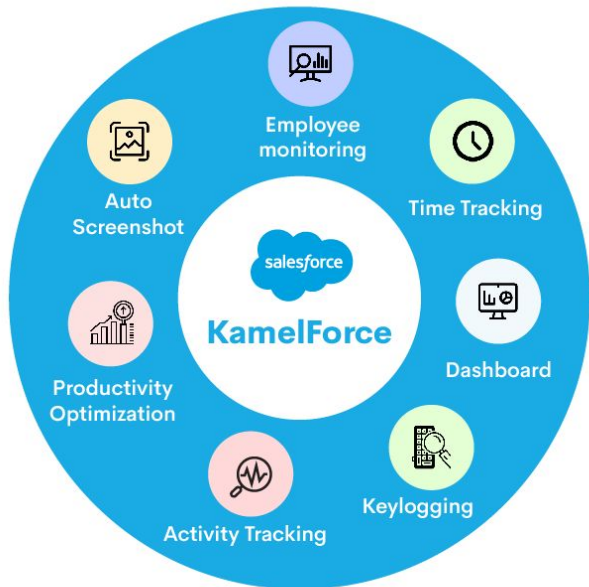 Employee
monitoring
Time Tracking
Auto
Screenshot
salesforce
KamelForce
Dashboard
Productivity
Optimization
Keylogging
Activity Tracking